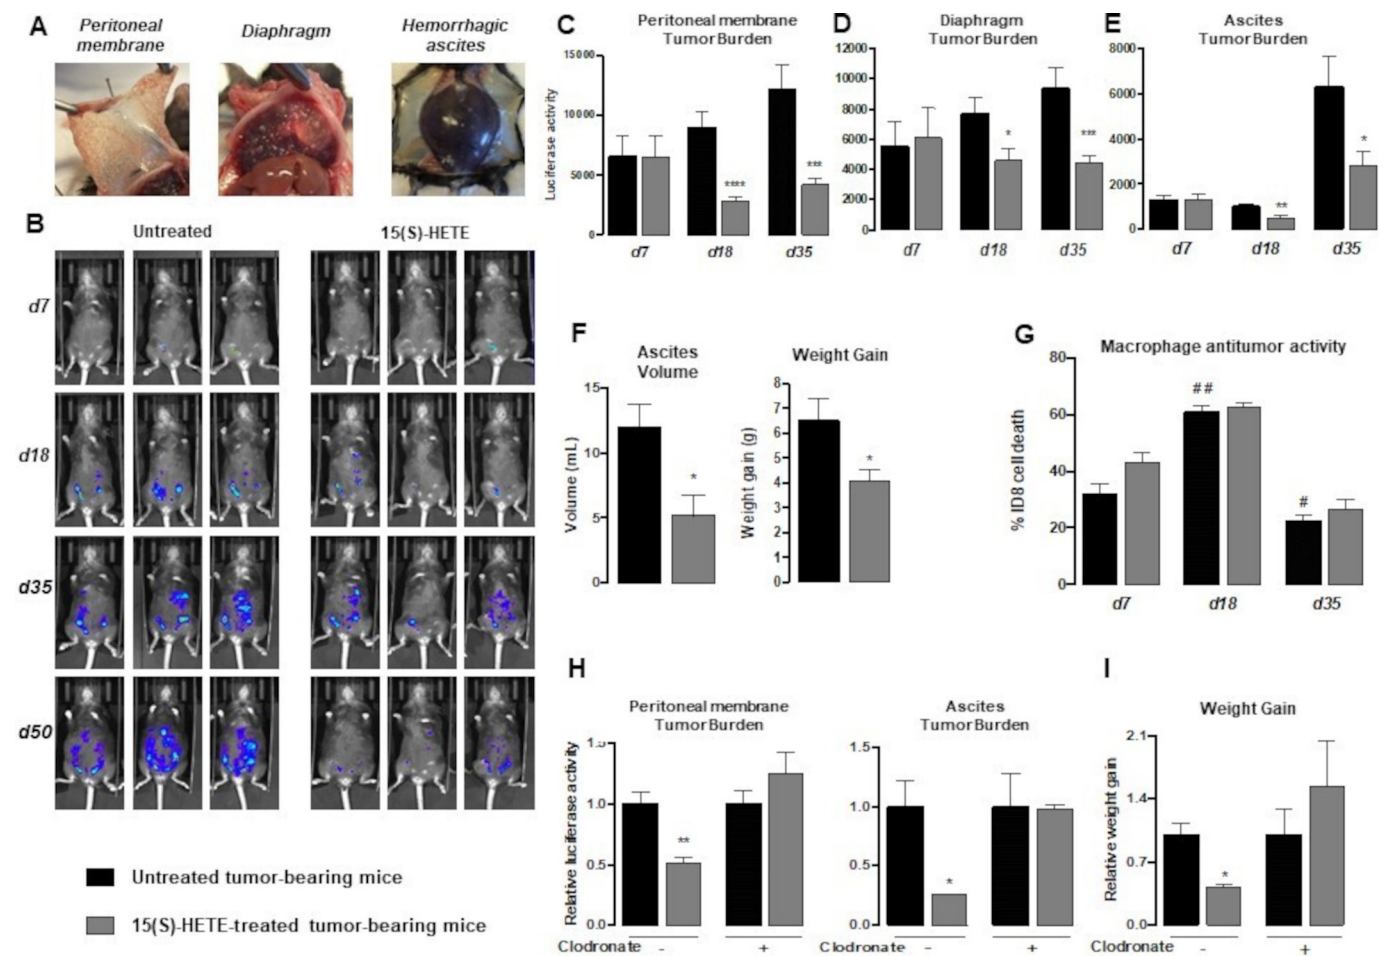 A
Peritoneal
membrane
Diaphragm
Hemorrhagic
ascites
B
Untreated
15(S)-HETE
d7
d18
d35
d50
Untreated tumor-bearing mice
15(S)-HETE-treated tumor-bearing mice
C
Peritoneal membrane
Tumor Burden
Luciferase activity
15000
10000
5000
0
****
***
d7 d18 d35
D
Diaphragm
Tumor Burden
12000
10000
8000
6000
4000
2000
0
*
***
d7 d18 d35
E
Ascites
Tumor Burden
8000
6000
4000
2000
0
**
*
d7 d18 d35
F
Ascites
Volume
Volume (mL)
15
10
5
0
*
Weight Gain
Weight gain (g)
8
7
6
5
4
3
2
1
0
*
G
Macrophage antitumor activity
% ID8 cell death
80
60
40
20
0
##
#
d7 d18 d35
H
Peritoneal membrane
Tumor Burden
Relative luciferase activity
1.5
1.0
0.5
0.0
**
Clodronate - +
Ascites
Tumor Burden
1.5
1.0
0.5
0.0
*
Clodronate - +
I
Weight Gain
Relative weight gain
2.1
1.4
0.7
0.0
*
Clodronate - +